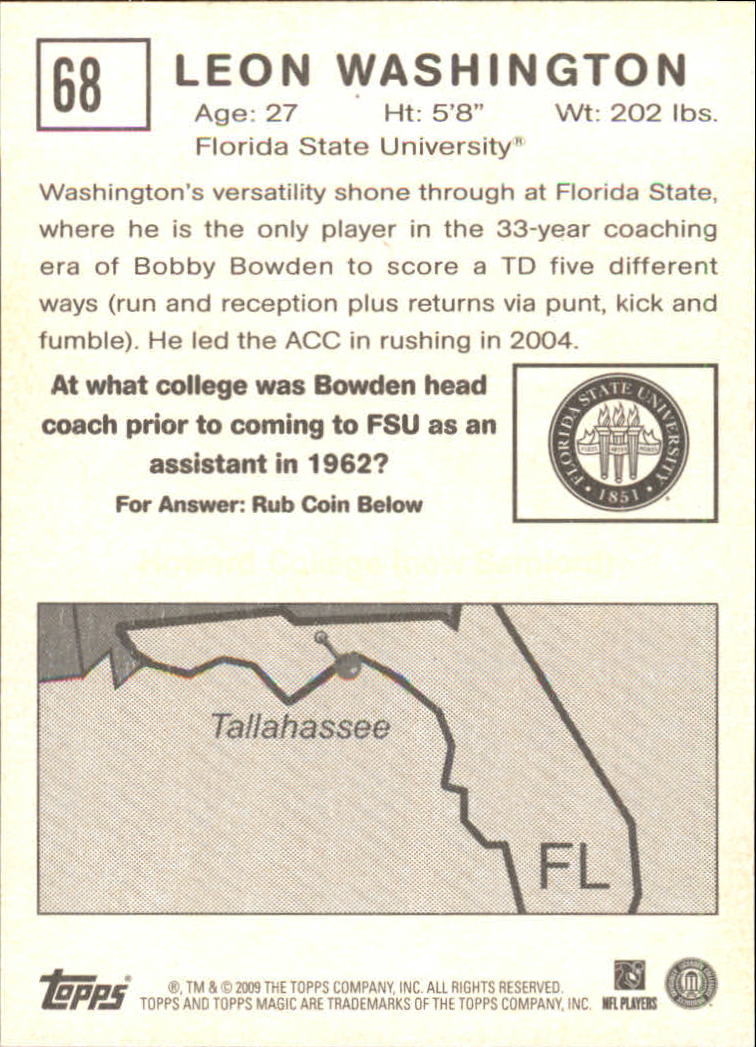 68
LEON WASHINGTON
Age: 27 Ht: 5'8" Wt: 202 lbs.
Florida State University®
Washington's versatility shone through at Florida State,
where he is the only player in the 33-year coaching
era of Bobby Bowden to score a TD five different
ways (run and reception plus returns via punt, kick and
fumble). He led the ACC in rushing in 2004.
At what college was Bowden head
coach prior to coming to FSU as an
assistant in 1962?
For Answer: Rub Coin Below
FLORIDA STATE UNIVERSITY
1851
Howard College (now Samford)
Tallahassee
FL
topps®
®, TM & © 2009 THE TOPPS COMPANY, INC. ALL RIGHTS RESERVED.
TOPPS AND TOPPS MAGIC ARE TRADEMARKS OF THE TOPPS COMPANY, INC.
NFL PLAYERS